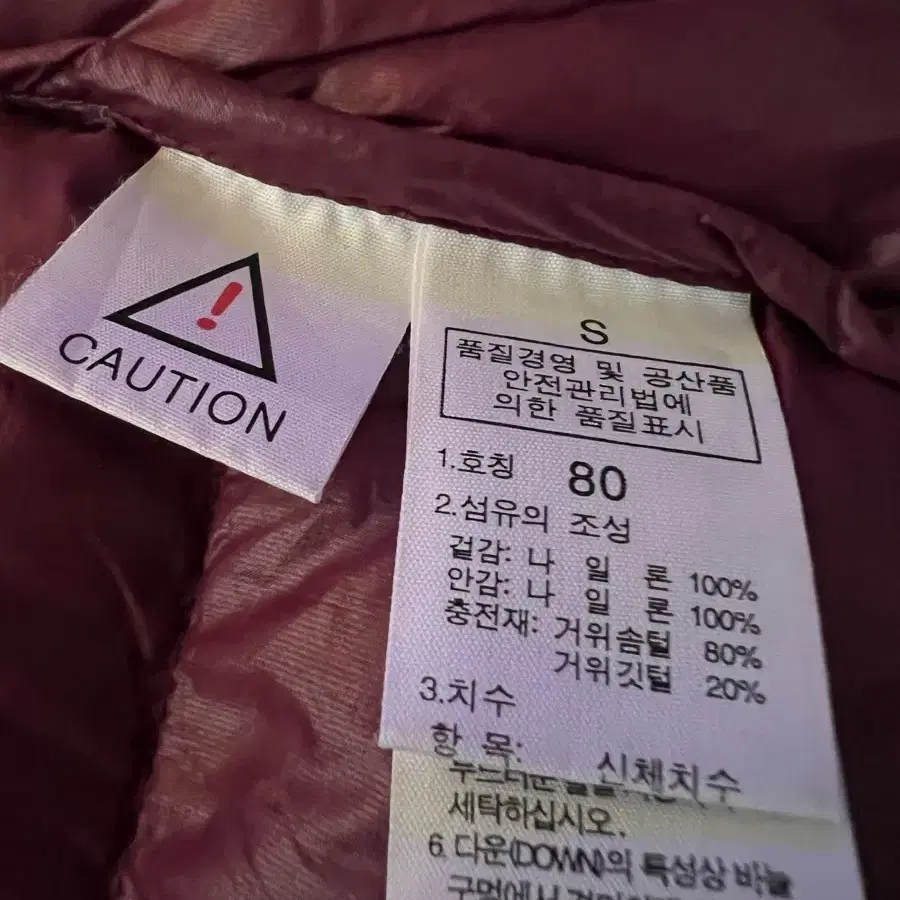 CAUTION
S
품질경영 및 공산품
안전관리법에
의한 품질표시
1.호칭 80
2.섬유의 조성
겉감: 나 일 론 100%
안감: 나 일 론 100%
충전재: 거위솜털 80%
거위깃털 20%
3.치수
항 목: 신체치수
세탁하십시오.
6. 다운(DOWN)의 특성상 바늘
구멍에서